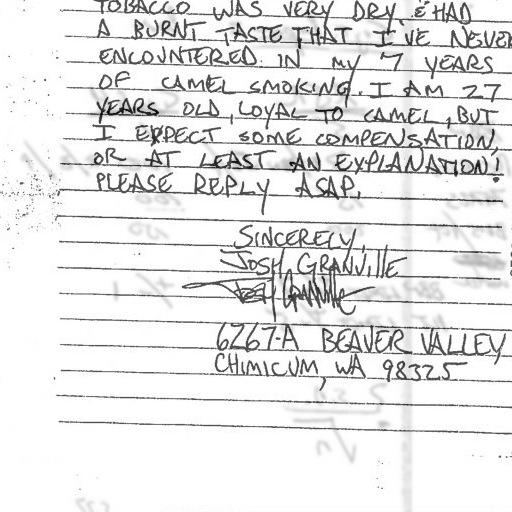 TOBACCO WAS VERY DRY, & HAD
A BURNT TASTE THAT I'VE NEVER
ENCOUNTERED IN MY 7 YEARS
OF CAMEL SMOKING. I AM 27
YEARS OLD, LOYAL TO CAMEL, BUT
I EXPECT SOME COMPENSATION,
OR AT LEAST AN EXPLANATION!
PLEASE REPLY ASAP.
SINCERELY,
JOSH GRANVILLE
Josh Granville
6267-A BEAVER VALLEY
CHIMICUM, WA 98325